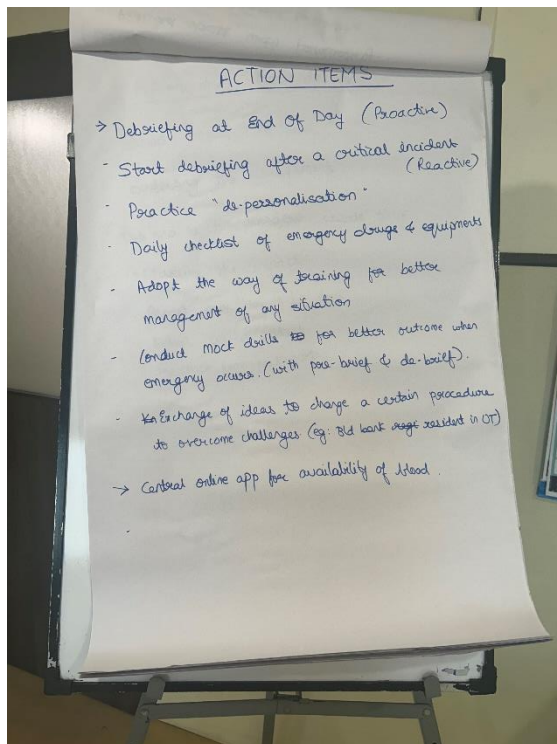 ACTION ITEMS
→ Debriefing at End Of Day (Proactive)
- Start debriefing after a critical incident
(Reactive)
- Practice "de-personalisation"
- Daily checklist of emergency drugs & equipments
- Adopt the way of training for better
management of any situation
- Conduct mock drills for better outcome when
emergency occurs. (with pre-brief & de-brief).
- Exchange of ideas to change a certain procedure
to overcome challenges (eg: Bld bank resident in OT)
→ Central online app for availability of blood.